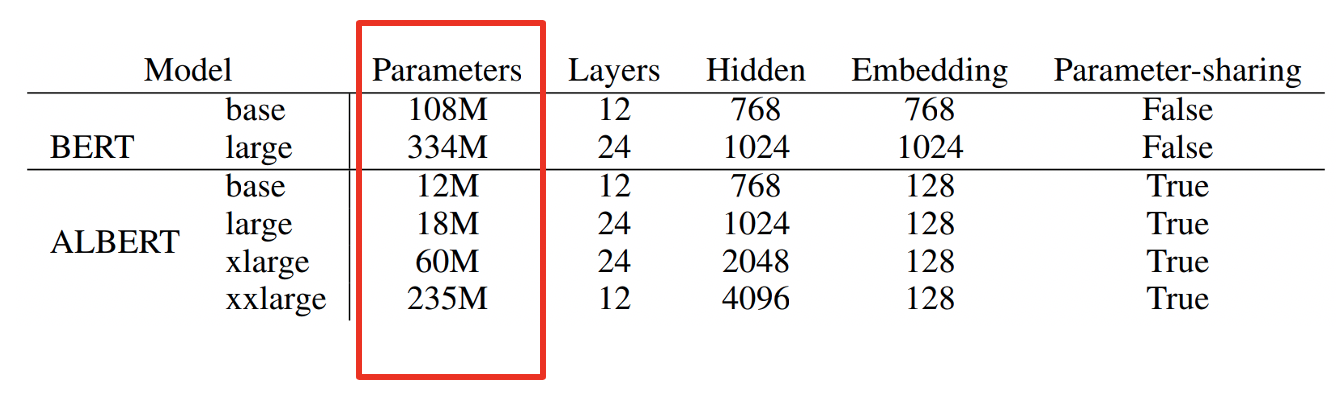 Model Parameters Layers Hidden Embedding Parameter-sharing
base 108M 12 768 768 False
BERT large 334M 24 1024 1024 False
base 12M 12 768 128 True
large 18M 24 1024 128 True
ALBERT
xlarge 60M 24 2048 128 True
xxlarge 235M 12 4096 128 True